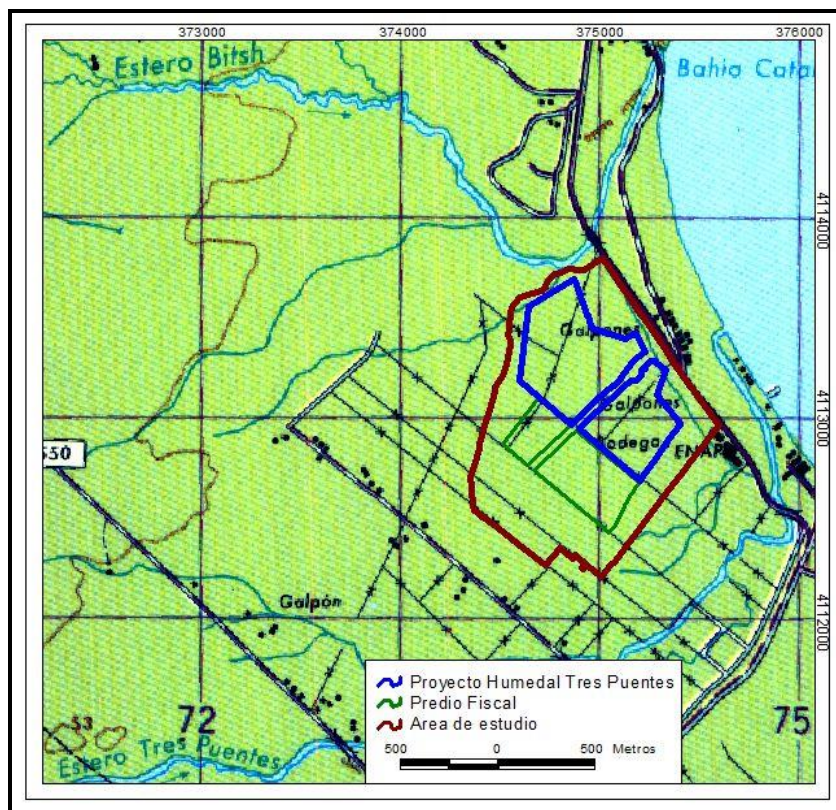 373000 374000 375000 376000
Estero Bitsh
Bahia Cata
4114000
Galpones
4113000
Galpones
Bodega
ENAP
550
Galpón
4112000
Proyecto Humedal Tres Puentes
Predio Fiscal
Area de estudio
72
75
53
500 0 500 Metros
Estero Tres Puentes